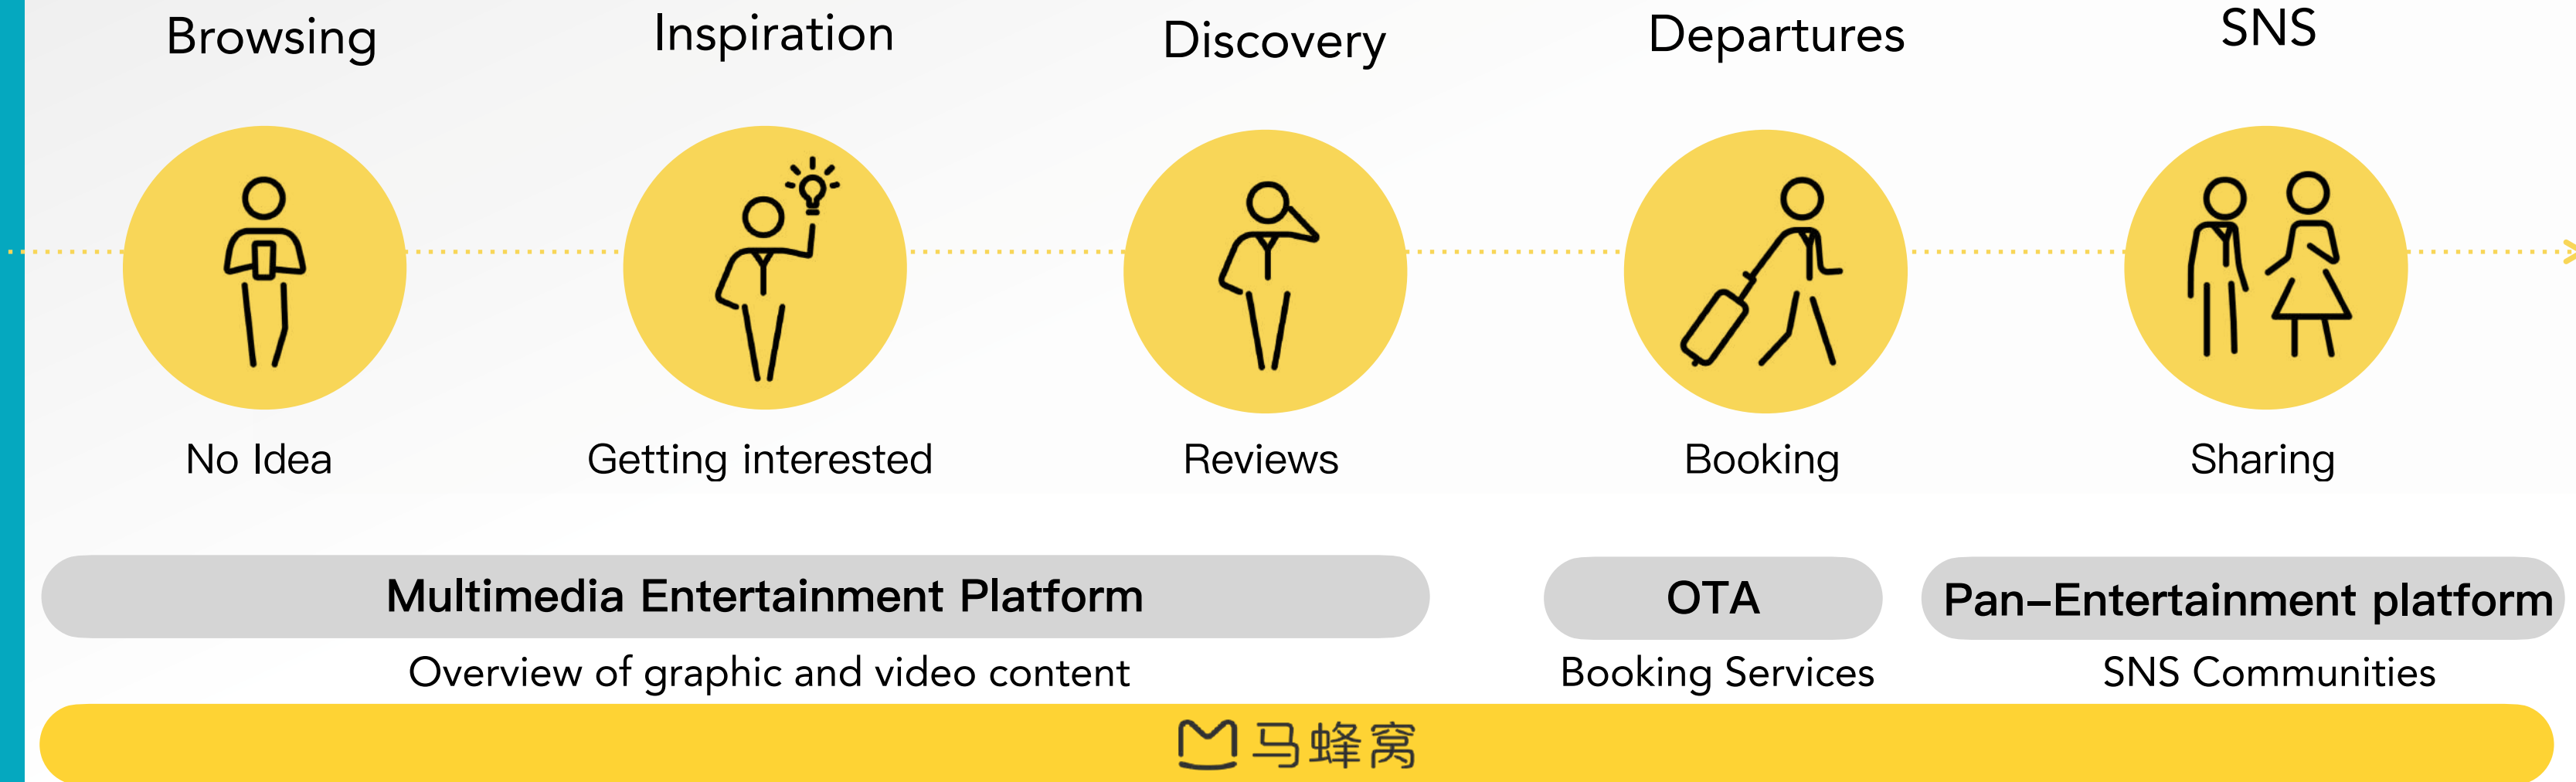 Browsing
Inspiration
Discovery
Departures
SNS
No Idea
Getting interested
Reviews
Booking
Sharing
Multimedia Entertainment Platform
OTA
Pan–Entertainment platform
Overview of graphic and video content
Booking Services
SNS Communities
马蜂窝